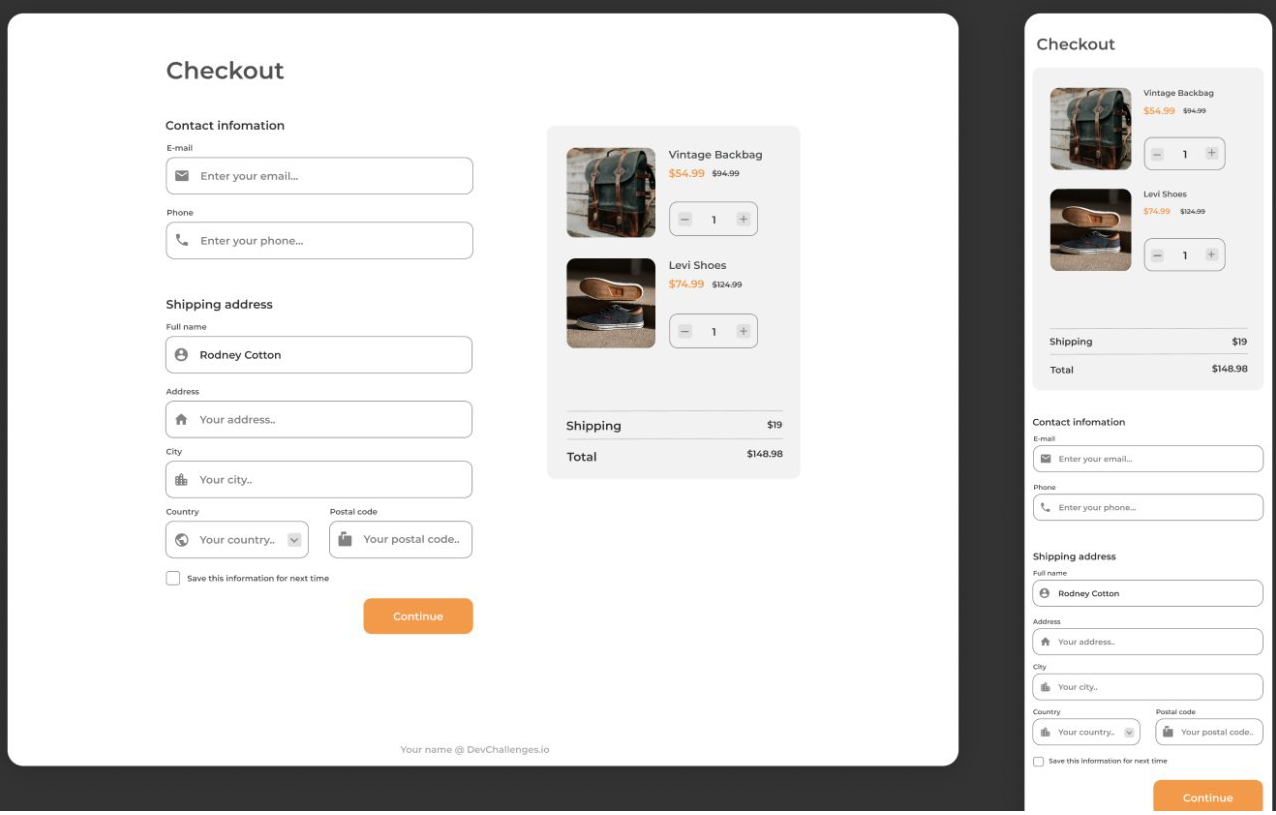 Checkout
Contact infomation
E-mail
Enter your email...
Phone
Enter your phone...
Shipping address
Full name
Rodney Cotton
Address
Your address..
City
Your city..
Country
Postal code
Your country..
Your postal code..
Save this information for next time
Continue
Vintage Backbag
$54.99 $94.99
1
Levi Shoes
$74.99 $124.99
1
Shipping $19
Total $148.98
Your name @ DevChallenges.io
Checkout
Vintage Backbag
$54.99 $94.99
1
Levi Shoes
$74.99 $124.99
1
Shipping $19
Total $148.98
Contact infomation
E-mail
Enter your email...
Phone
Enter your phone...
Shipping address
Full name
Rodney Cotton
Address
Your address..
City
Your city..
Country
Postal code
Your country..
Your postal code..
Save this information for next time
Continue